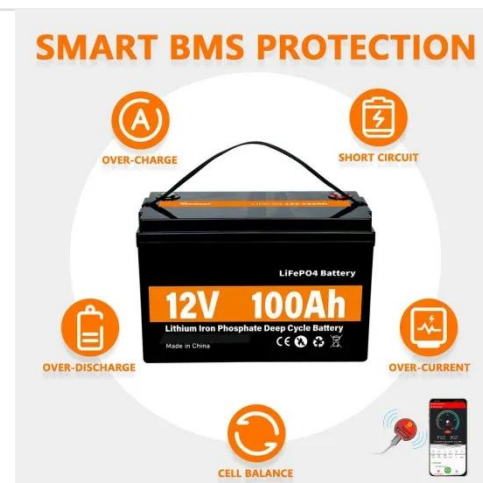 SMART BMS PROTECTION
OVER-CHARGE
SHORT CIRCUIT
LiFePO4 Battery
12V 100Ah
Lithium Iron Phosphate Deep Cycle Battery
Made in China
CE
OVER-DISCHARGE
OVER-CURRENT
CELL BALANCE